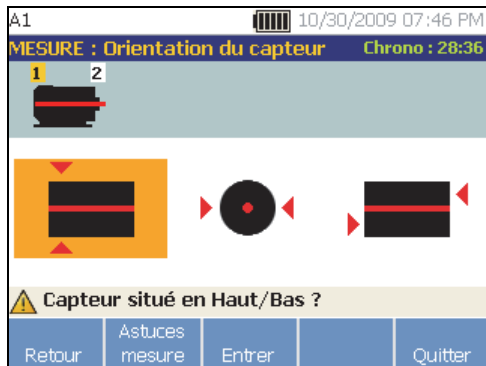 A1 10/30/2009 07:46 PM
MESURE : Orientation du capteur Chrono : 28:36
1 2
Capteur situé en Haut/Bas ?
Retour Astuces mesure Entrer Quitter